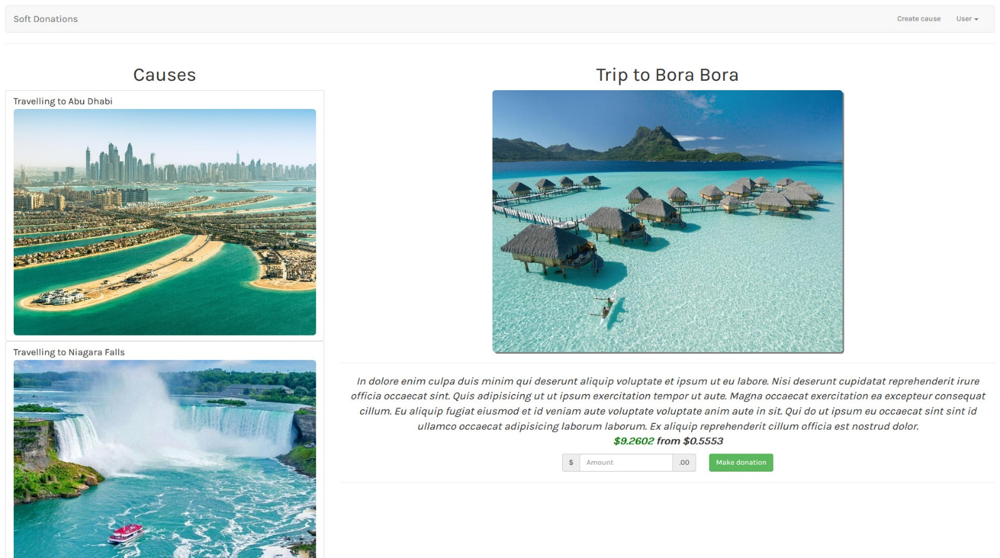 Soft Donations
Create cause
User
Causes
Travelling to Abu Dhabi
Travelling to Niagara Falls
Trip to Bora Bora
In dolore enim culpa duis minim qui deserunt aliquip voluptate et ipsum ut eu labore. Nisi deserunt cupidatat reprehenderit irure
officia occaecat sint. Quis adipisicing ut ut ipsum exercitation tempor ut aute. Magna occaecat exercitation ea excepteur consequat
cillum. Eu aliquip fugiat eiusmod et id veniam aute voluptate voluptate anim aute in sit. Qui do ut ipsum eu occaecat sint sint id
ullamco occaecat adipisicing laborum laborum. Ex aliquip reprehenderit cillum officia est nostrud dolor.
$9.2602 from $0.5553
$ Amount .00
Make donation